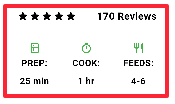 ★★★★★ 170 Reviews
PREP: COOK: FEEDS:
25 min 1 hr 4-6